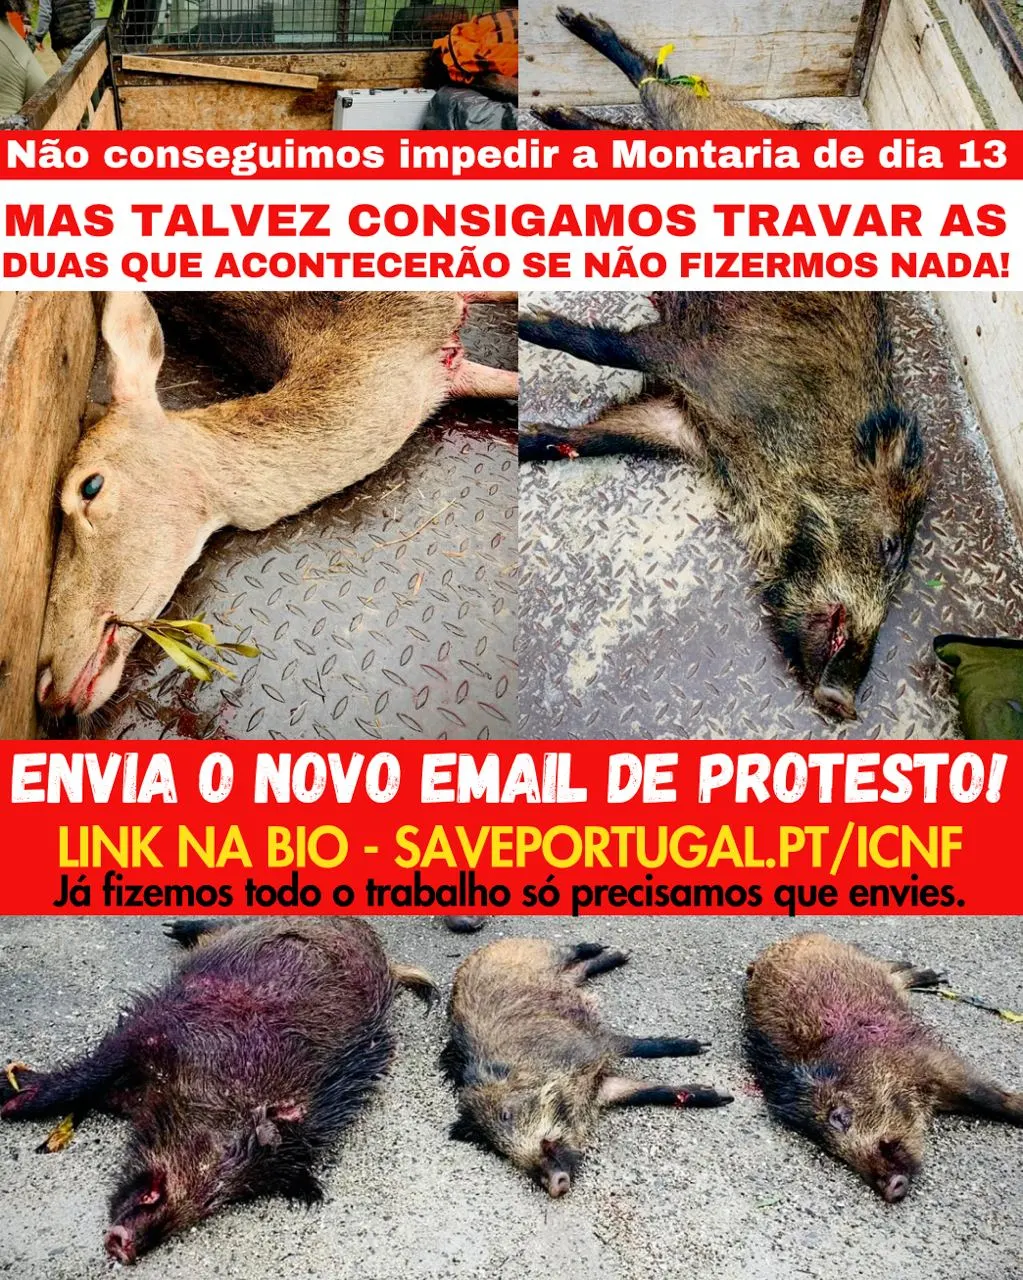 Não conseguimos impedir a Montaria de dia 13
MAS TALVEZ CONSIGAMOS TRAVAR AS
DUAS QUE ACONTECERÃO SE NÃO FIZERMOS NADA!
ENVIA O NOVO EMAIL DE PROTESTO!
LINK NA BIO - SAVEPORTUGAL.PT/ICNF
Já fizemos todo o trabalho só precisamos que envies.